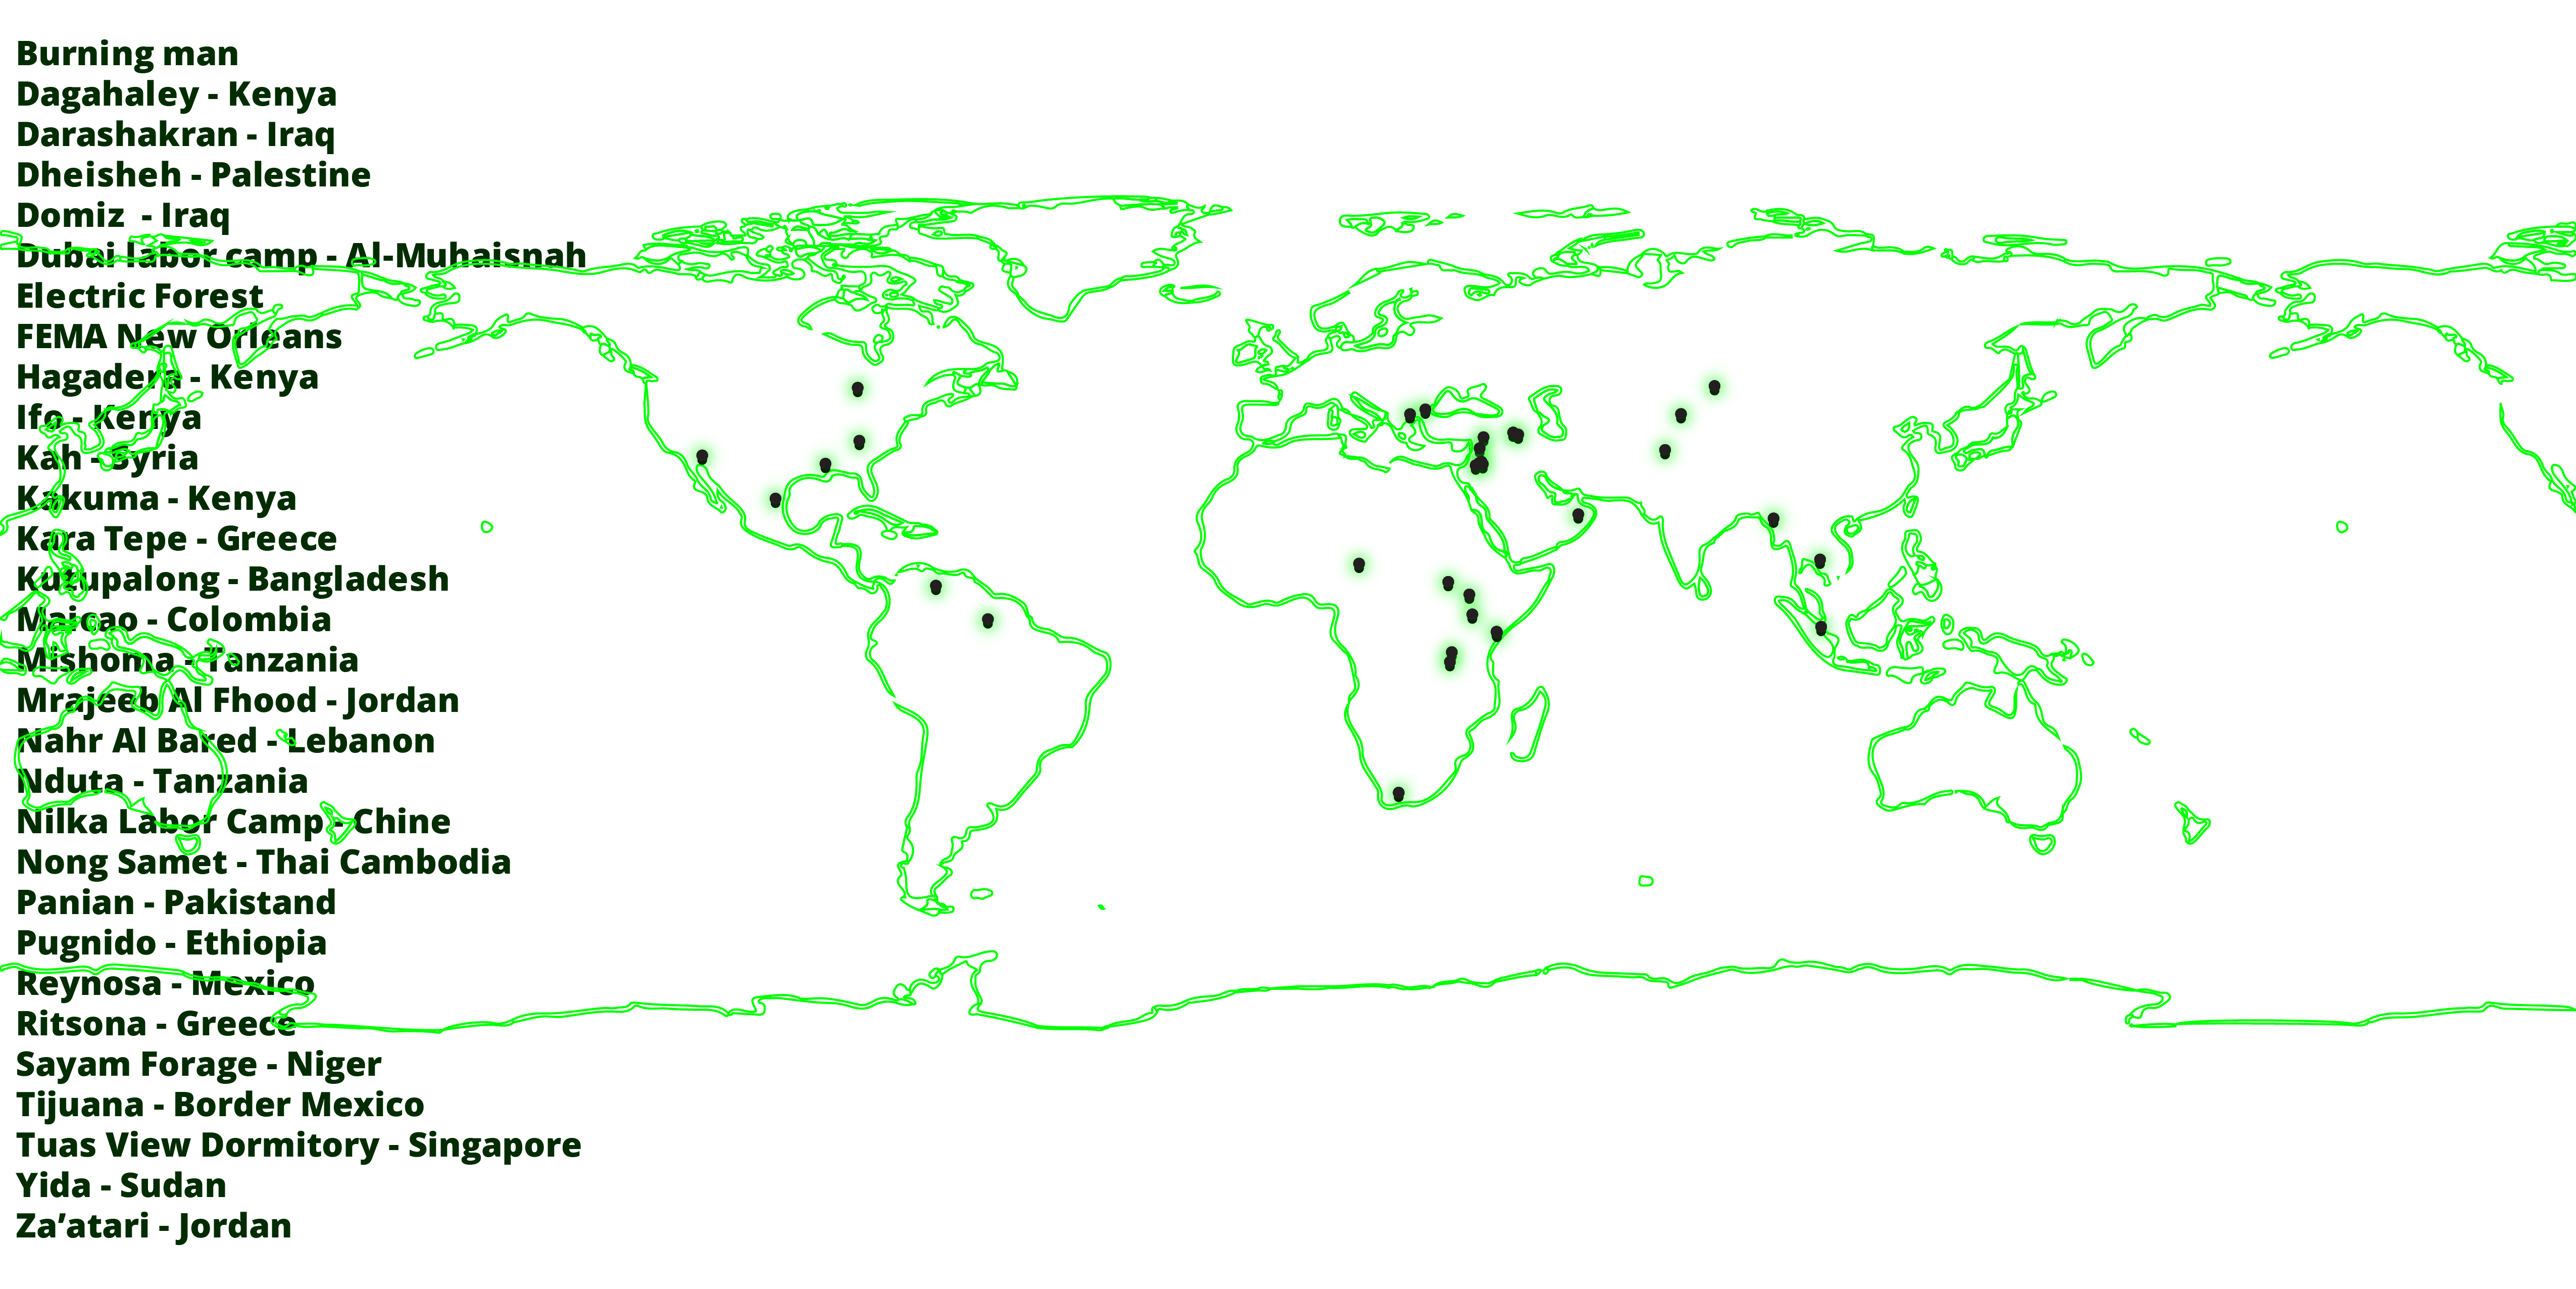 Burning man
Dagahaley - Kenya
Darashakran - Iraq
Dheisheh - Palestine
Domiz - Iraq
Dubai labor camp - Al-Muhaisnah
Electric Forest
FEMA New Orleans
Hagadera - Kenya
Ifo - Kenya
Kah - Syria
Kakuma - Kenya
Kara Tepe - Greece
Kutupalong - Bangladesh
Maicao - Colombia
Mishoma - Tanzania
Mrajeeb Al Fhood - Jordan
Nahr Al Bared - Lebanon
Nduta - Tanzania
Nilka Labor Camp - Chine
Nong Samet - Thai Cambodia
Panian - Pakistand
Pugnido - Ethiopia
Reynosa - Mexico
Ritsona - Greece
Sayam Forage - Niger
Tijuana - Border Mexico
Tuas View Dormitory - Singapore
Yida - Sudan
Za’atari - Jordan